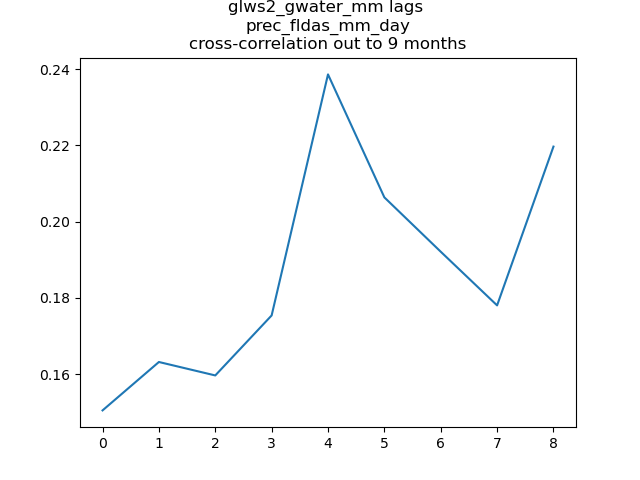 glws2_gwater_mm lags
prec_fldas_mm_day
cross-correlation out to 9 months
0.24
0.22
0.20
0.18
0.16
0 1 2 3 4 5 6 7 8